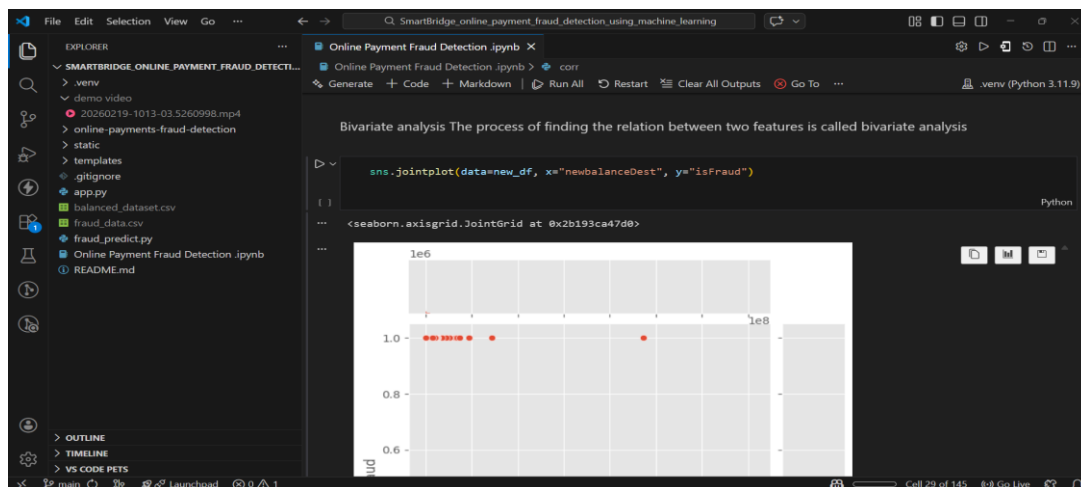 File Edit Selection View Go ···
SmartBridge_online_payment_fraud_detection_using_machine_learning
EXPLORER ···
SMARTBRIDGE_ONLINE_PAYMENT_FRAUD_DETECTI...
.venv
demo video
20260219-1013-03.5260998.mp4
online-payments-fraud-detection
static
templates
.gitignore
app.py
balanced_dataset.csv
fraud_data.csv
fraud_predict.py
Online Payment Fraud Detection .ipynb
README.md
OUTLINE
TIMELINE
VS CODE PETS
Online Payment Fraud Detection .ipynb
Online Payment Fraud Detection .ipynb > corr
Generate + Code + Markdown | Run All Restart Clear All Outputs Go To ···
.venv (Python 3.11.9)
Bivariate analysis The process of finding the relation between two features is called bivariate analysis
sns.jointplot(data=new_df, x="newbalanceDest", y="isFraud")
[ ]
Python
<seaborn.axisgrid.JointGrid at 0x2b193ca47d0>
1e6
1e8
1.0
0.8
0.6
main Launchpad 0 1
Cell 29 of 145 Go Live